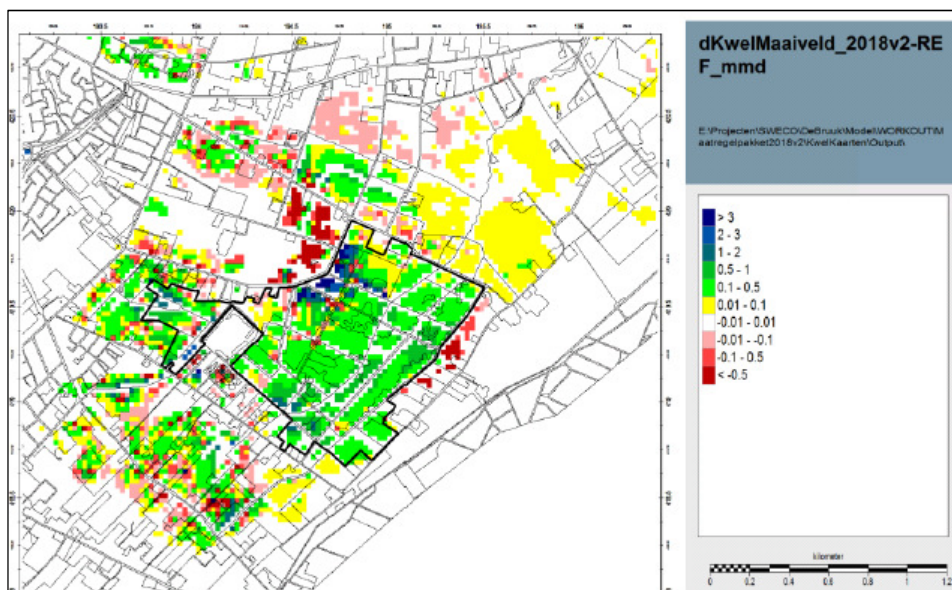 dKwelMaaiveld_2018v2-RE
F_mmd
E:\Projecten\SWECO\DeBruuk\Model\WORKOUT\M
aatregelpakket2018v2\KwelKaarten\Output\
> 3
2 - 3
1 - 2
0.5 - 1
0.1 - 0.5
0.01 - 0.1
-0.01 - 0.01
-0.01 - -0.1
-0.1 - 0.5
< -0.5
kilometer
0 0.2 0.4 0.6 0.8 1 1.2